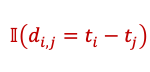 𝕀(d_{i,j} = t_i − t_j)